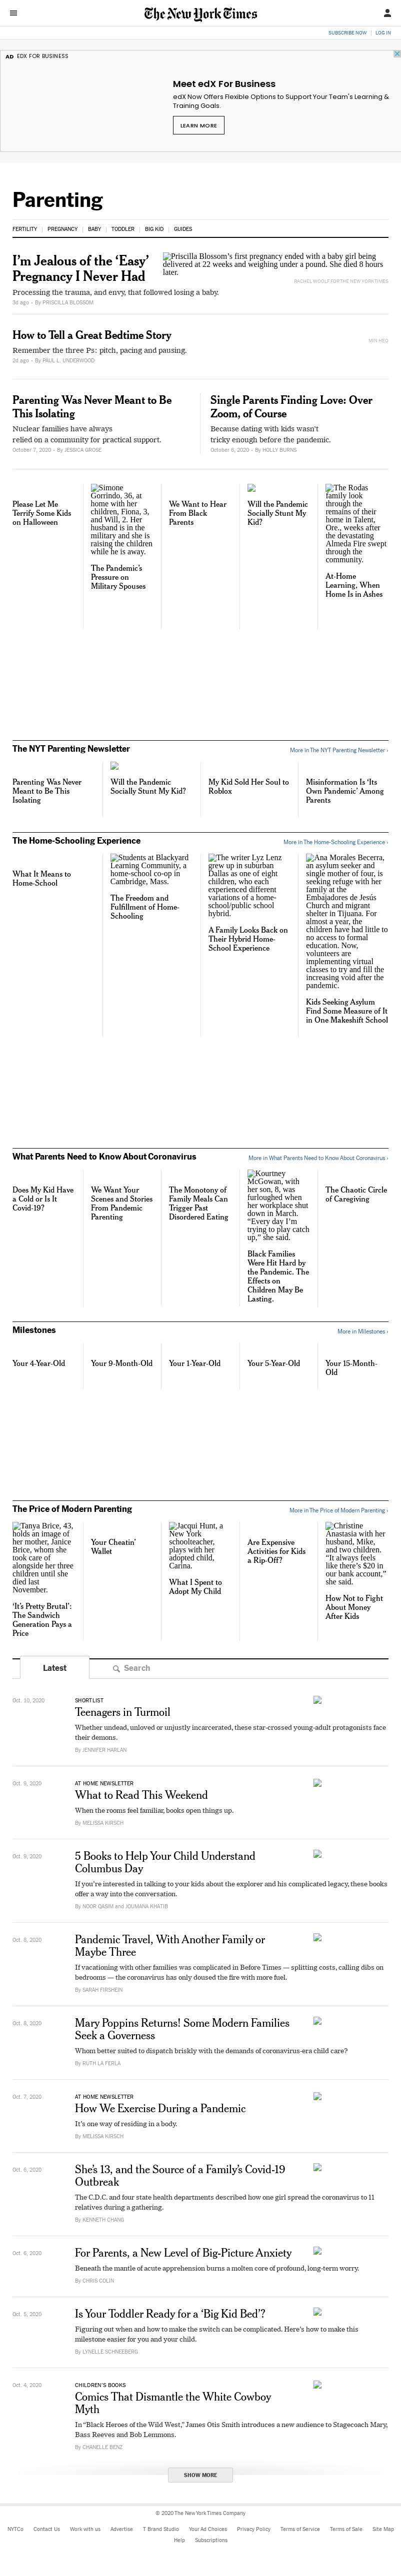 The New York Times
SUBSCRIBE NOW
LOG IN
AD EDX FOR BUSINESS
Meet edX For Business
edX Now Offers Flexible Options to Support Your Team's Learning &
Training Goals.
LEARN MORE
Parenting
FERTILITY
PREGNANCY
BABY
TODDLER
BIG KID
GUIDES
I'm Jealous of the ‘Easy’
Pregnancy I Never Had
Processing the trauma, and envy, that followed losing a baby.
3d ago – By PRISCILLA BLOSSOM
Priscilla Blossom's first pregnancy ended with a baby girl being
delivered at 22 weeks and weighing under a pound. She died 8 hours
later.
RACHEL WOOLF FOR THE NEW YORK TIMES
How to Tell a Great Bedtime Story
Remember the three Ps: pitch, pacing and pausing.
2d ago – By PAUL L. UNDERWOOD
Parenting Was Never Meant to Be
This Isolating
Nuclear families have always
relied on a community for practical support.
October 7, 2020 – By JESSICA GROSE
Single Parents Finding Love: Over
Zoom, of Course
Because dating with kids wasn't
tricky enough before the pandemic.
October 6, 2020 – By HOLLY BURNS
Please Let Me
Terrify Some Kids
on Halloween
Simone
Gorrindo, 36, at
home with her
children, Fiona, 3,
and Will, 2. Her
husband is in the
military and she is
raising the children
while he is away.
The Pandemic's
Pressure on
Military Spouses
We Want to Hear
From Black
Parents
Will the Pandemic
Socially Stunt My
Kid?
The Rodas
family look
through the
remains of their
home in Talent,
Ore., weeks after
the devastating
Almeda Fire swept
through the
community.
At-Home
Learning, When
Home Is in Ashes
The NYT Parenting Newsletter
More in The NYT Parenting Newsletter ›
Parenting Was Never
Meant to Be This
Isolating
Will the Pandemic
Socially Stunt My Kid?
My Kid Sold Her Soul to
Roblox
Misinformation Is ‘Its
Own Pandemic’ Among
Parents
The Home-Schooling Experience
More in The Home-Schooling Experience ›
What It Means to
Home-School
Students at Blackyard
Learning Community, a
home-school co-op in
Cambridge, Mass.
The Freedom and
Fulfillment of Home-
Schooling
The writer Lyz Lenz
grew up in suburban
Dallas as one of eight
children, who each
experienced different
variations of a home-
school/public school
hybrid.
A Family Looks Back on
Their Hybrid Home-
School Experience
Ana Morales Becerra,
an asylum seeker and
single mother of four, is
seeking refuge with her
family at the
Embajadores de Jesús
Church and migrant
shelter in Tijuana. For
almost a year, the
children have had little to
no access to formal
education. Now,
volunteers are
implementing virtual
classes to try and fill the
increasing void after the
pandemic.
Kids Seeking Asylum
Find Some Measure of It
in One Makeshift School
What Parents Need to Know About Coronavirus
More in What Parents Need to Know About Coronavirus ›
Does My Kid Have
a Cold or Is It
Covid-19?
We Want Your
Scenes and Stories
From Pandemic
Parenting
The Monotony of
Family Meals Can
Trigger Past
Disordered Eating
Kourtney
McGowan, with
her son, 8, was
furloughed when
her workplace shut
down in March.
“Every day I'm
trying to play catch
up,” she said.
Black Families
Were Hit Hard by
the Pandemic. The
Effects on
Children May Be
Lasting.
The Chaotic Circle
of Caregiving
Milestones
More in Milestones ›
Your 4-Year-Old
Your 9-Month-Old
Your 1-Year-Old
Your 5-Year-Old
Your 15-Month-
Old
The Price of Modern Parenting
More in The Price of Modern Parenting ›
Tanya Brice, 43,
holds an image of
her mother, Janice
Brice, whom she
took care of
alongside her three
children until she
died last
November.
‘It's Pretty Brutal’:
The Sandwich
Generation Pays a
Price
Your Cheatin'
Wallet
Jacqui Hunt, a
New York
schoolteacher,
plays with her
adopted child,
Carina.
What I Spent to
Adopt My Child
Are Expensive
Activities for Kids
a Rip-Off?
Christine
Anastasia with her
husband, Mike,
and two children.
“It always feels
like there's $20 in
our bank account,”
she said.
How Not to Fight
About Money
After Kids
Latest
Search
Oct. 10, 2020
SHORTLIST
Teenagers in Turmoil
Whether undead, unloved or unjustly incarcerated, these star-crossed young-adult protagonists face
their demons.
By JENNIFER HARLAN
Oct. 9, 2020
AT HOME NEWSLETTER
What to Read This Weekend
When the rooms feel familiar, books open things up.
By MELISSA KIRSCH
Oct. 9, 2020
5 Books to Help Your Child Understand
Columbus Day
If you're interested in talking to your kids about the explorer and his complicated legacy, these books
offer a way into the conversation.
By NOOR QASIM and JOUMANA KHATIB
Oct. 8, 2020
Pandemic Travel, With Another Family or
Maybe Three
If vacationing with other families was complicated in Before Times — splitting costs, calling dibs on
bedrooms — the coronavirus has only doused the fire with more fuel.
By SARAH FIRSHEIN
Oct. 8, 2020
Mary Poppins Returns! Some Modern Families
Seek a Governess
Whom better suited to dispatch briskly with the demands of coronavirus-era child care?
By RUTH LA FERLA
Oct. 7, 2020
AT HOME NEWSLETTER
How We Exercise During a Pandemic
It's one way of residing in a body.
By MELISSA KIRSCH
Oct. 6, 2020
She's 13, and the Source of a Family's Covid-19
Outbreak
The C.D.C. and four state health departments described how one girl spread the coronavirus to 11
relatives during a gathering.
By KENNETH CHANG
Oct. 6, 2020
For Parents, a New Level of Big-Picture Anxiety
Beneath the mantle of acute apprehension burns a molten core of profound, long-term worry.
By CHRIS COLIN
Oct. 5, 2020
Is Your Toddler Ready for a ‘Big Kid Bed’?
Figuring out when and how to make the switch can be complicated. Here's how to make this
milestone easier for you and your child.
By LYNELLE SCHNEEBERG
Oct. 4, 2020
CHILDREN'S BOOKS
Comics That Dismantle the White Cowboy
Myth
In “Black Heroes of the Wild West,” James Otis Smith introduces a new audience to Stagecoach Mary,
Bass Reeves and Bob Lemmons.
By CHANELLE BENZ
SHOW MORE
© 2020 The New York Times Company
NYTCo
Contact Us
Work with us
Advertise
T Brand Studio
Your Ad Choices
Privacy Policy
Terms of Service
Terms of Sale
Site Map
Help
Subscriptions